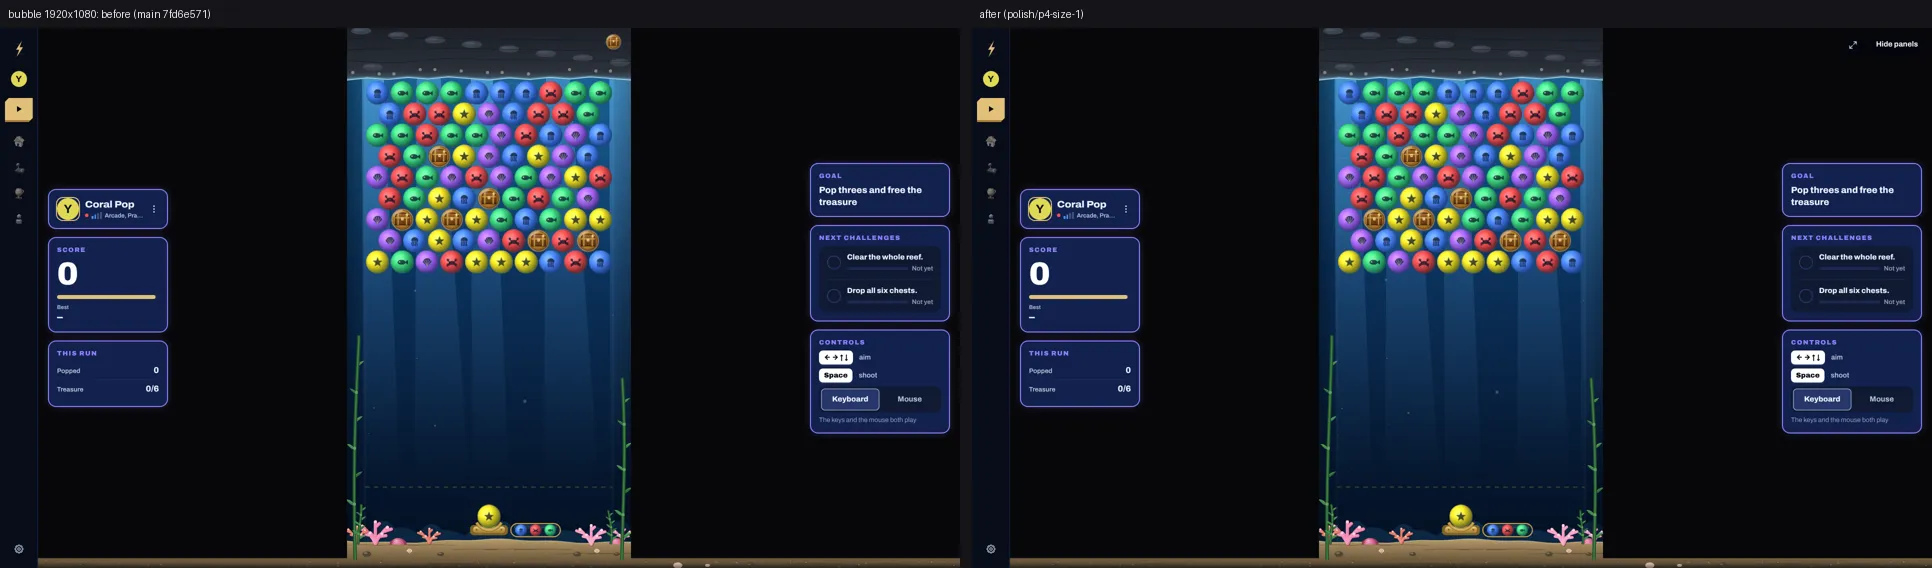 bubble 1920x1080: before (main 7fd6e571)
Y
Y
Coral Pop
Arcade, Pra...
SCORE
0
Best
–
THIS RUN
Popped 0
Treasure 0/6
GOAL
Pop threes and free the
treasure
NEXT CHALLENGES
Clear the whole reef.
Not yet
Drop all six chests.
Not yet
CONTROLS
←→↑↓ aim
Space shoot
Keyboard Mouse
The keys and the mouse both play
after (polish/p4-size-1)
Hide panels
Y
Y
Coral Pop
Arcade, Pra...
SCORE
0
Best
–
THIS RUN
Popped 0
Treasure 0/6
GOAL
Pop threes and free the
treasure
NEXT CHALLENGES
Clear the whole reef.
Not yet
Drop all six chests.
Not yet
CONTROLS
←→↑↓ aim
Space shoot
Keyboard Mouse
The keys and the mouse both play